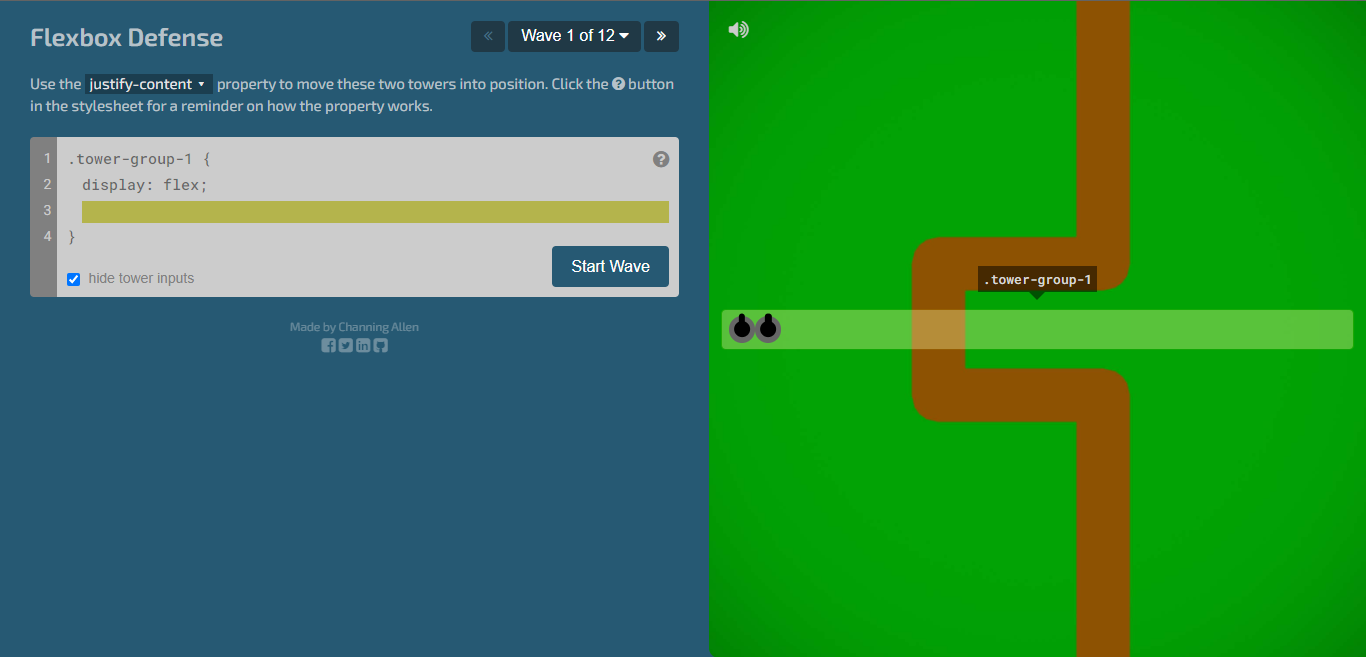 Flexbox Defense
« Wave 1 of 12 »
Use the justify-content property to move these two towers into position. Click the ? button
in the stylesheet for a reminder on how the property works.
1 .tower-group-1 { ?
2 display: flex;
3
4 }
hide tower inputs
Start Wave
Made by Channing Allen
.tower-group-1